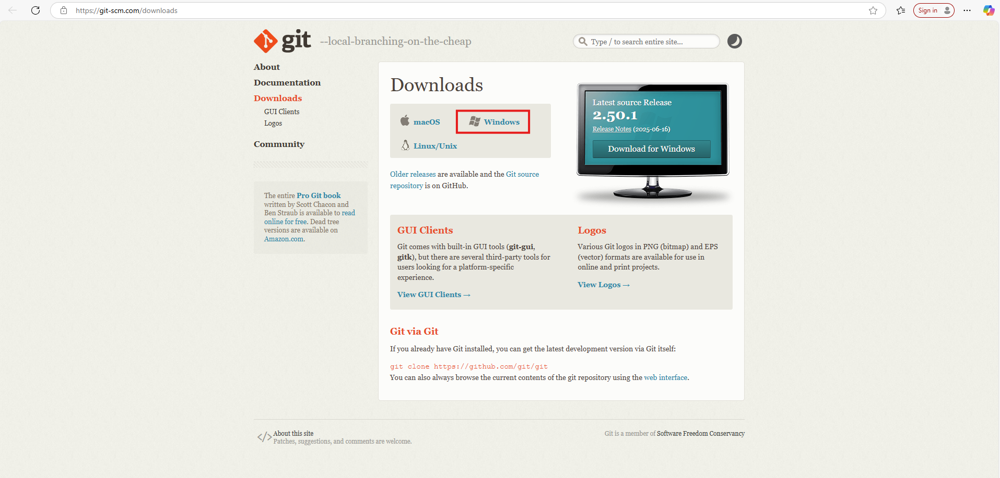 https://git-scm.com/downloads
Sign in
git --local-branching-on-the-cheap
Type / to search entire site...
About
Documentation
Downloads
GUI Clients
Logos
Community
The entire Pro Git book
written by Scott Chacon and
Ben Straub is available to read
online for free. Dead tree
versions are available on
Amazon.com.
Downloads
macOS
Windows
Linux/Unix
Older releases are available and the Git source
repository is on GitHub.
Latest source Release
2.50.1
Release Notes (2025-06-16)
Download for Windows
GUI Clients
Git comes with built-in GUI tools (git-gui,
gitk), but there are several third-party tools for
users looking for a platform-specific
experience.
View GUI Clients →
Logos
Various Git logos in PNG (bitmap) and EPS
(vector) formats are available for use in
online and print projects.
View Logos →
Git via Git
If you already have Git installed, you can get the latest development version via Git itself:
git clone https://github.com/git/git
You can also always browse the current contents of the git repository using the web interface.
</> About this site
Patches, suggestions, and comments are welcome.
Git is a member of Software Freedom Conservancy